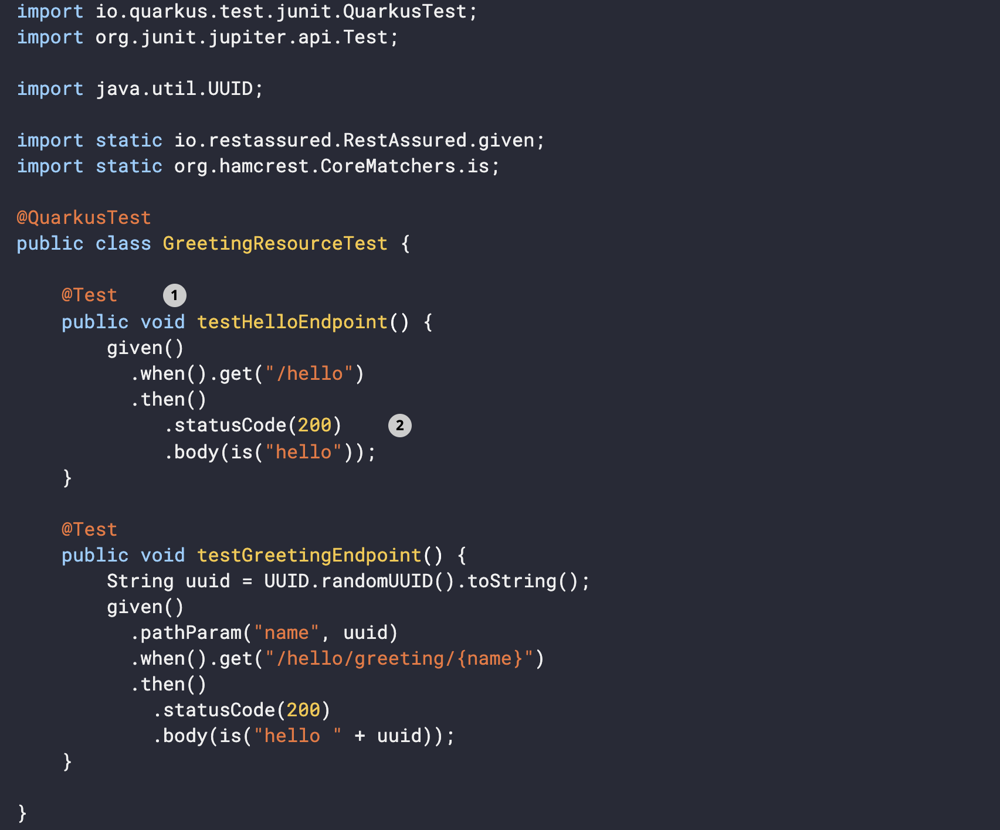 import io.quarkus.test.junit.QuarkusTest;
import org.junit.jupiter.api.Test;

import java.util.UUID;

import static io.restassured.RestAssured.given;
import static org.hamcrest.CoreMatchers.is;

@QuarkusTest
public class GreetingResourceTest {

    @Test    1
    public void testHelloEndpoint() {
        given()
          .when().get("/hello")
          .then()
             .statusCode(200)    2
             .body(is("hello"));
    }

    @Test
    public void testGreetingEndpoint() {
        String uuid = UUID.randomUUID().toString();
        given()
          .pathParam("name", uuid)
          .when().get("/hello/greeting/{name}")
          .then()
            .statusCode(200)
            .body(is("hello " + uuid));
    }

}